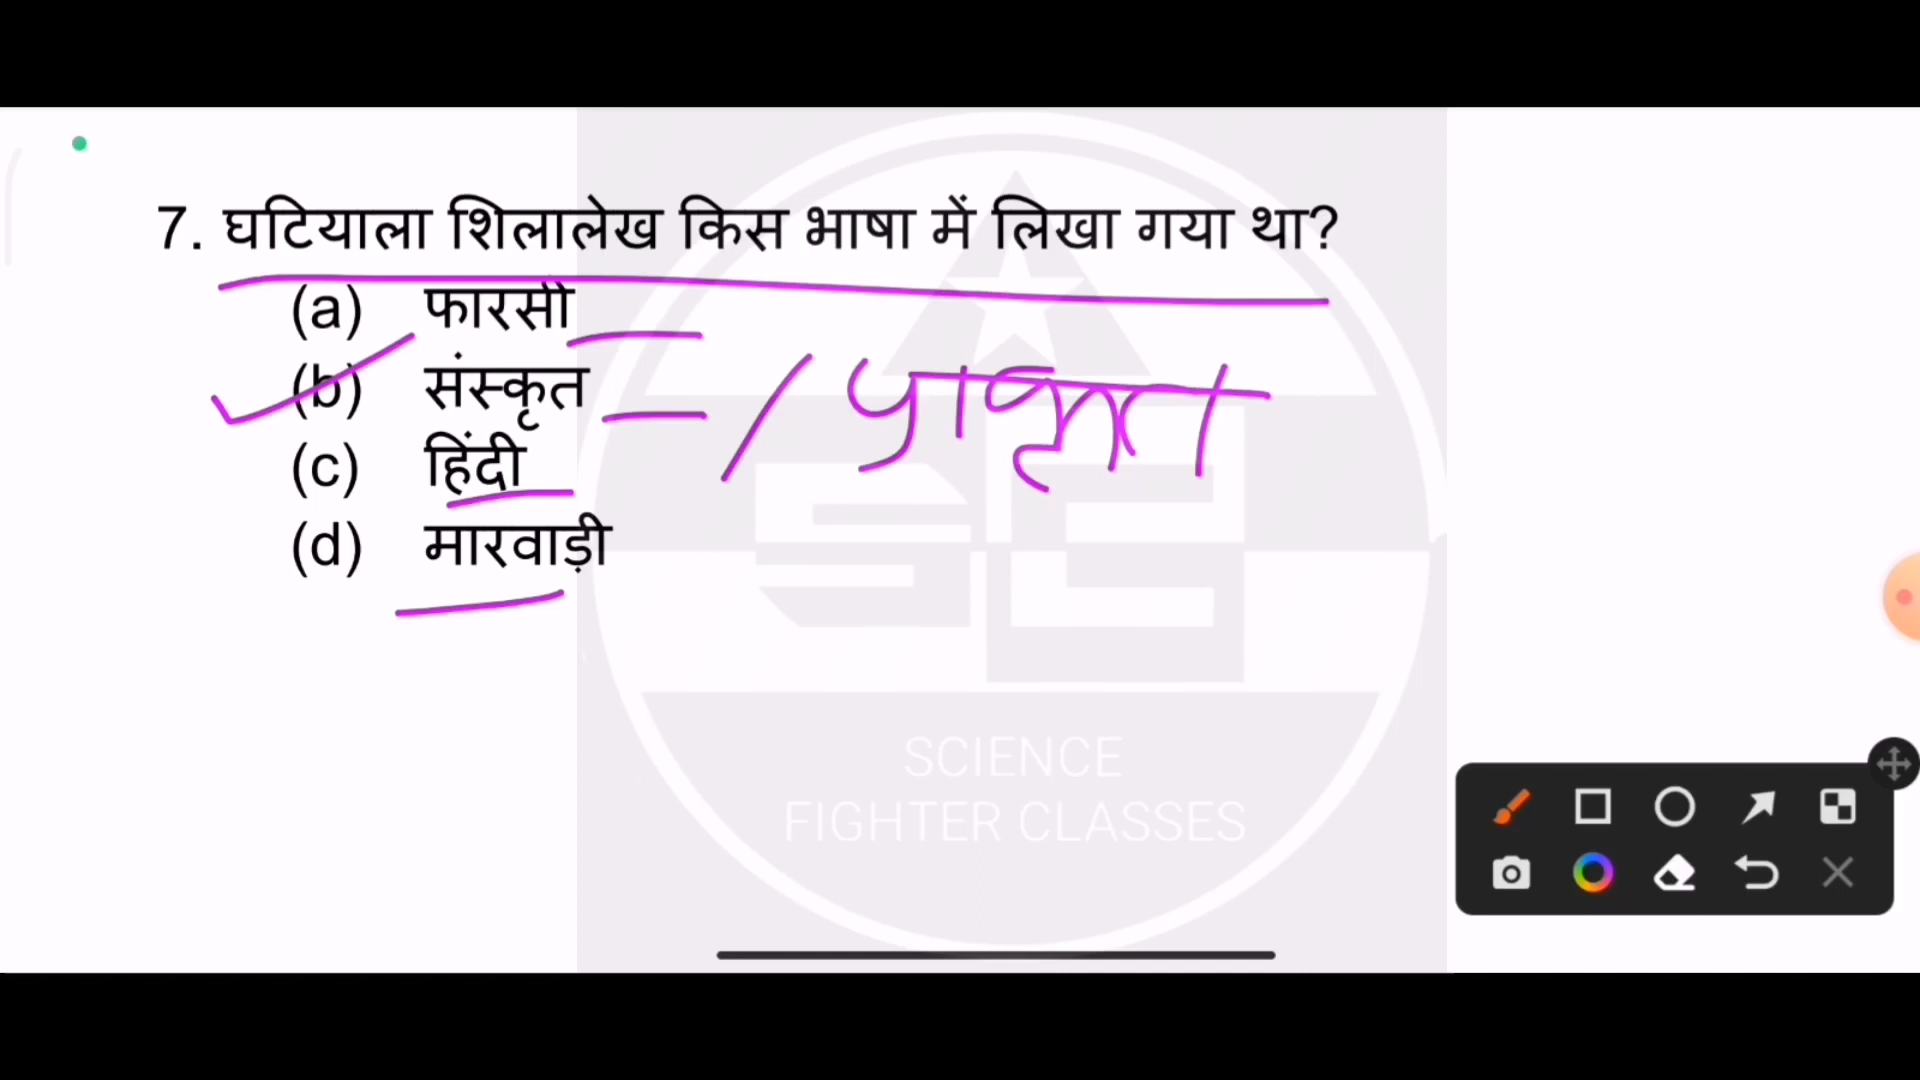 7. घटियाला शिलालेख किस भाषा में लिखा गया था?
(a) फारसी
(b) संस्कृत / प्राकृत
(c) हिंदी
(d) मारवाड़ी
SCIENCE
FIGHTER CLASSES